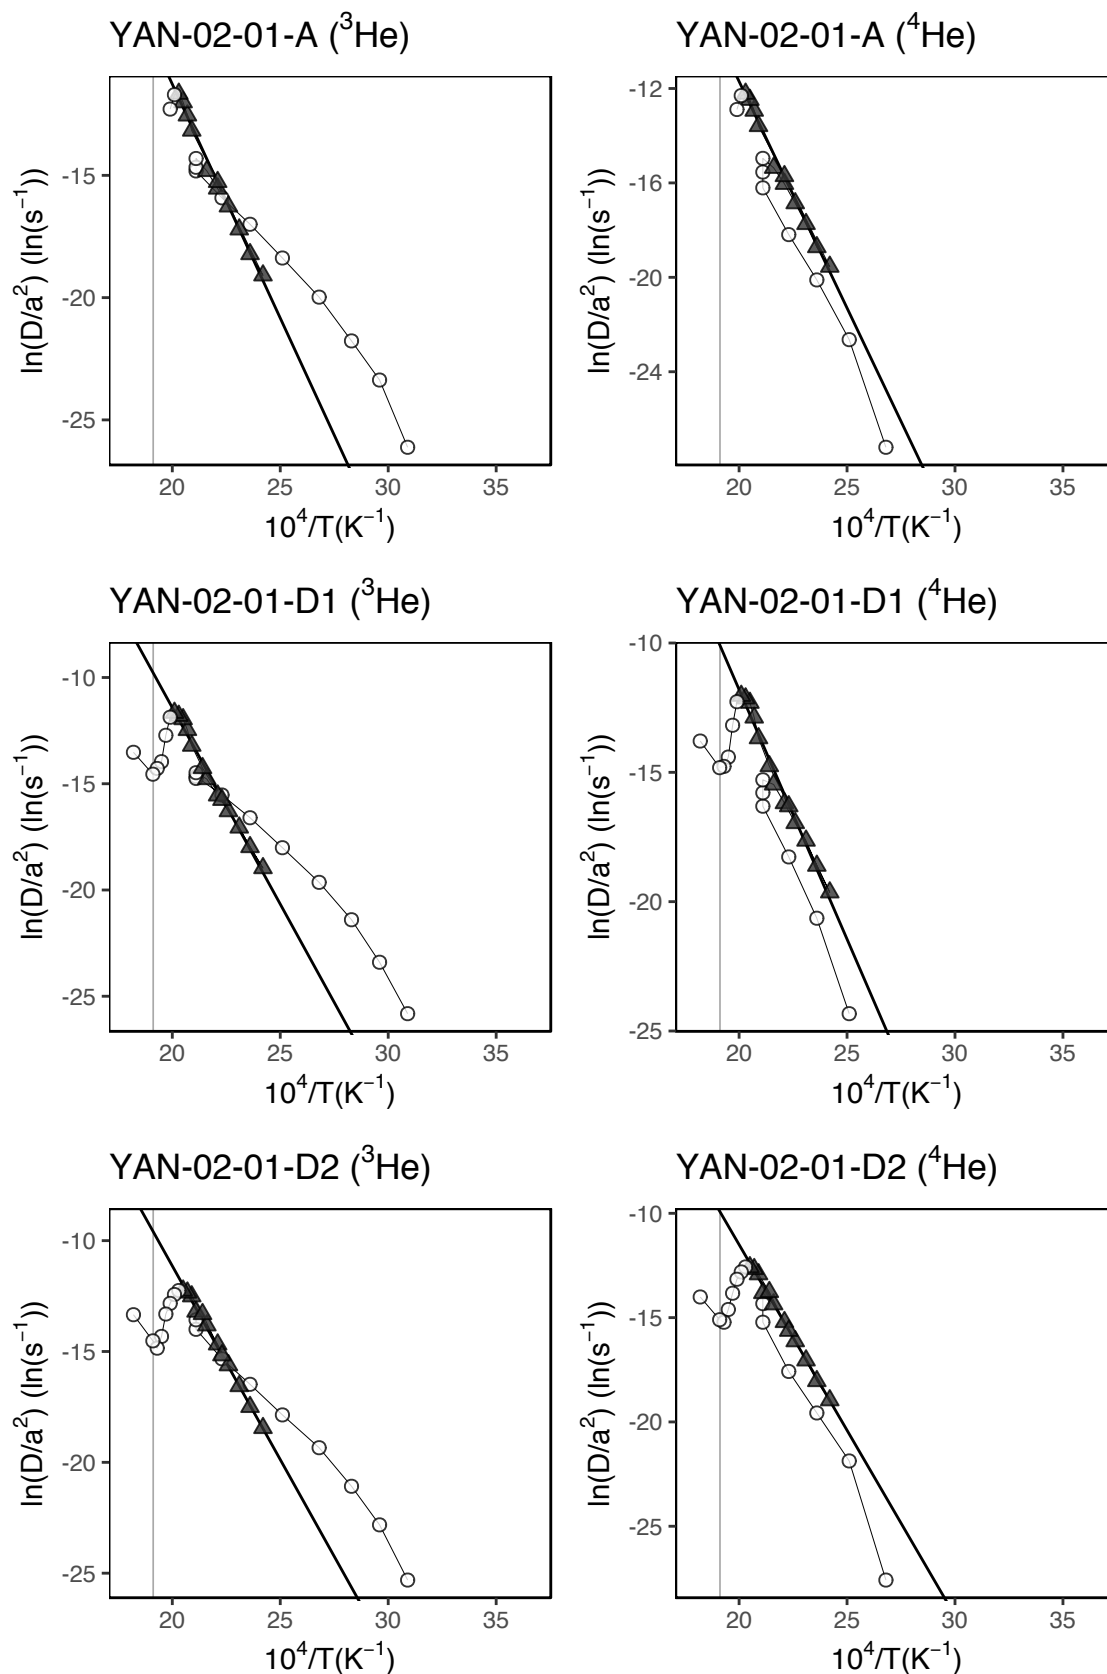 YAN-02-01-A (³He)
ln(D/a²) (ln(s⁻¹))
-15
-20
-25
20 25 30 35
10⁴/T(K⁻¹)
YAN-02-01-A (⁴He)
ln(D/a²) (ln(s⁻¹))
-12
-16
-20
-24
20 25 30 35
10⁴/T(K⁻¹)
YAN-02-01-D1 (³He)
ln(D/a²) (ln(s⁻¹))
-10
-15
-20
-25
20 25 30 35
10⁴/T(K⁻¹)
YAN-02-01-D1 (⁴He)
ln(D/a²) (ln(s⁻¹))
-10
-15
-20
-25
20 25 30 35
10⁴/T(K⁻¹)
YAN-02-01-D2 (³He)
ln(D/a²) (ln(s⁻¹))
-10
-15
-20
-25
20 25 30 35
10⁴/T(K⁻¹)
YAN-02-01-D2 (⁴He)
ln(D/a²) (ln(s⁻¹))
-10
-15
-20
-25
20 25 30 35
10⁴/T(K⁻¹)